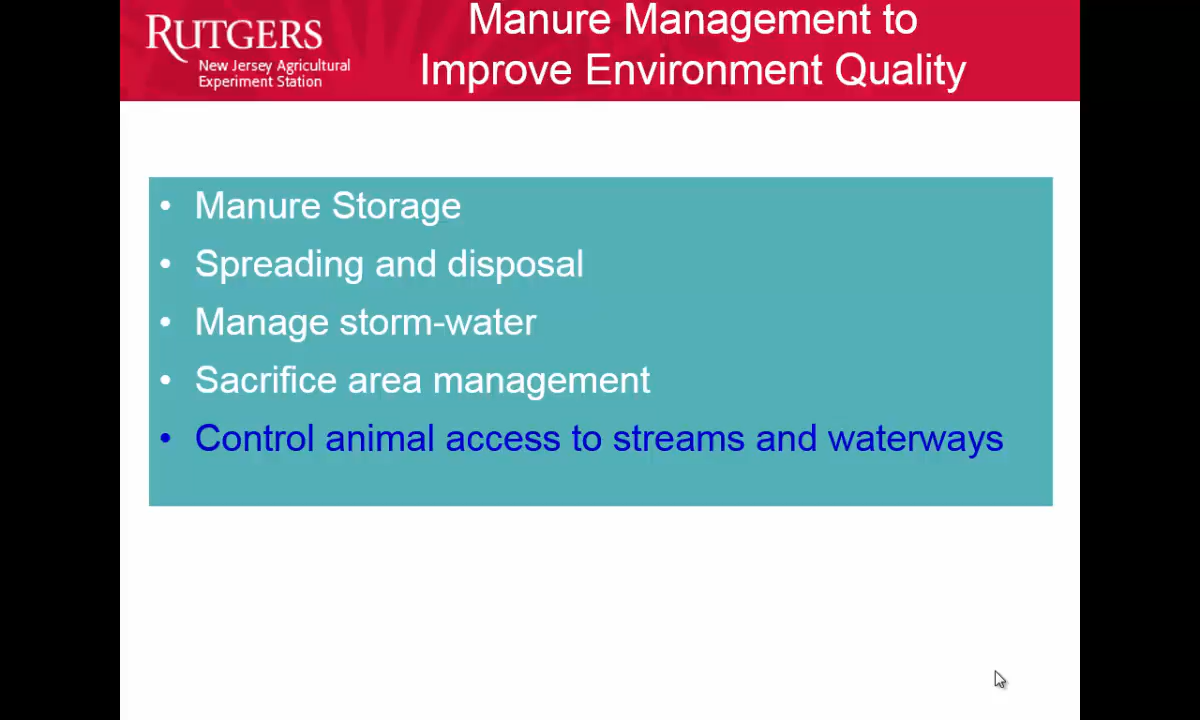 RUTGERS
New Jersey Agricultural
Experiment Station
Manure Management to
Improve Environment Quality
• Manure Storage
• Spreading and disposal
• Manage storm-water
• Sacrifice area management
• Control animal access to streams and waterways